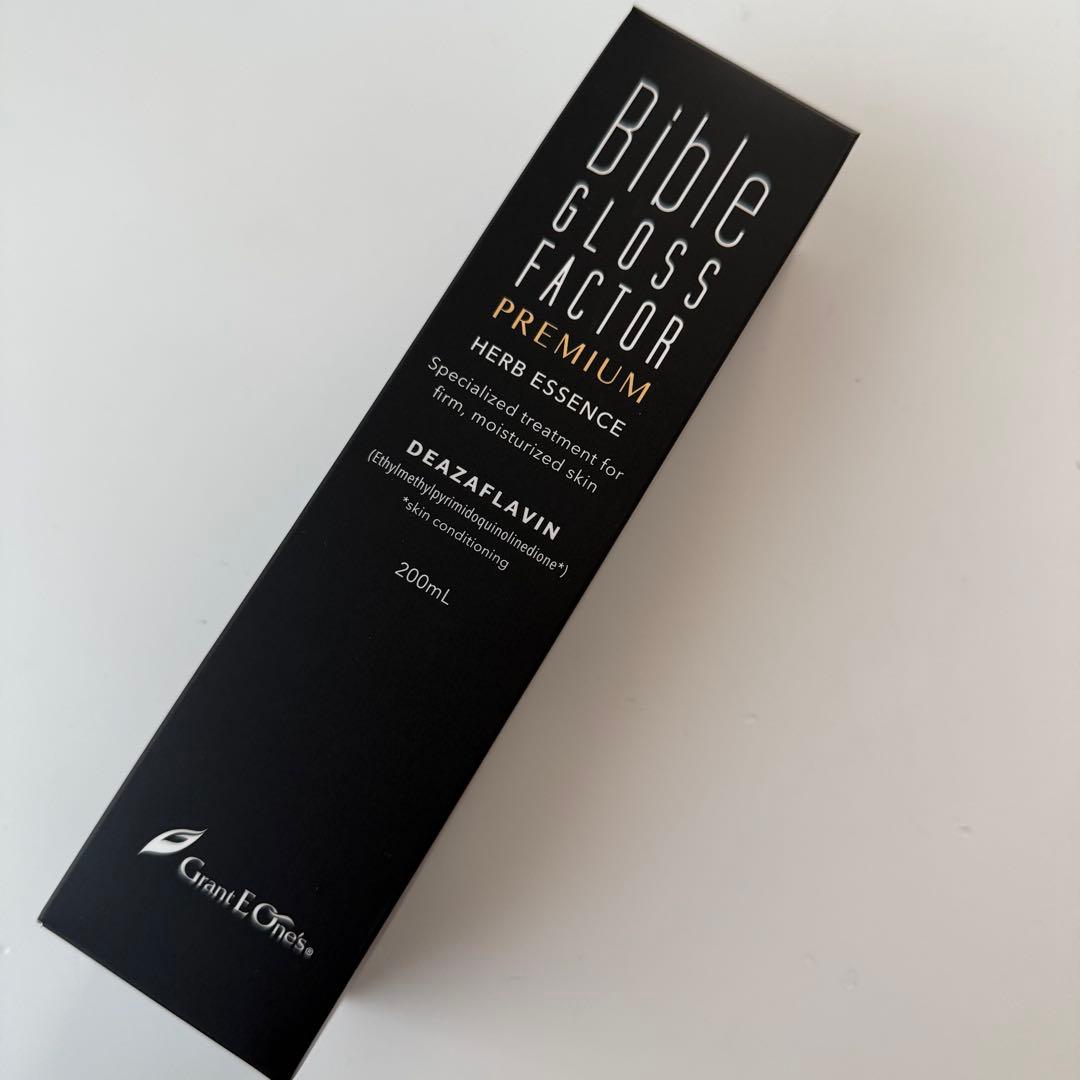 Bible
GLOSS
FACTOR
PREMIUM
HERB ESSENCE
Specialized treatment for
firm, moisturized skin
DEAZAFLAVIN
(Ethylmethylpyrimidoquinolinedione*)
*skin conditioning
200mL
Grant E One's®